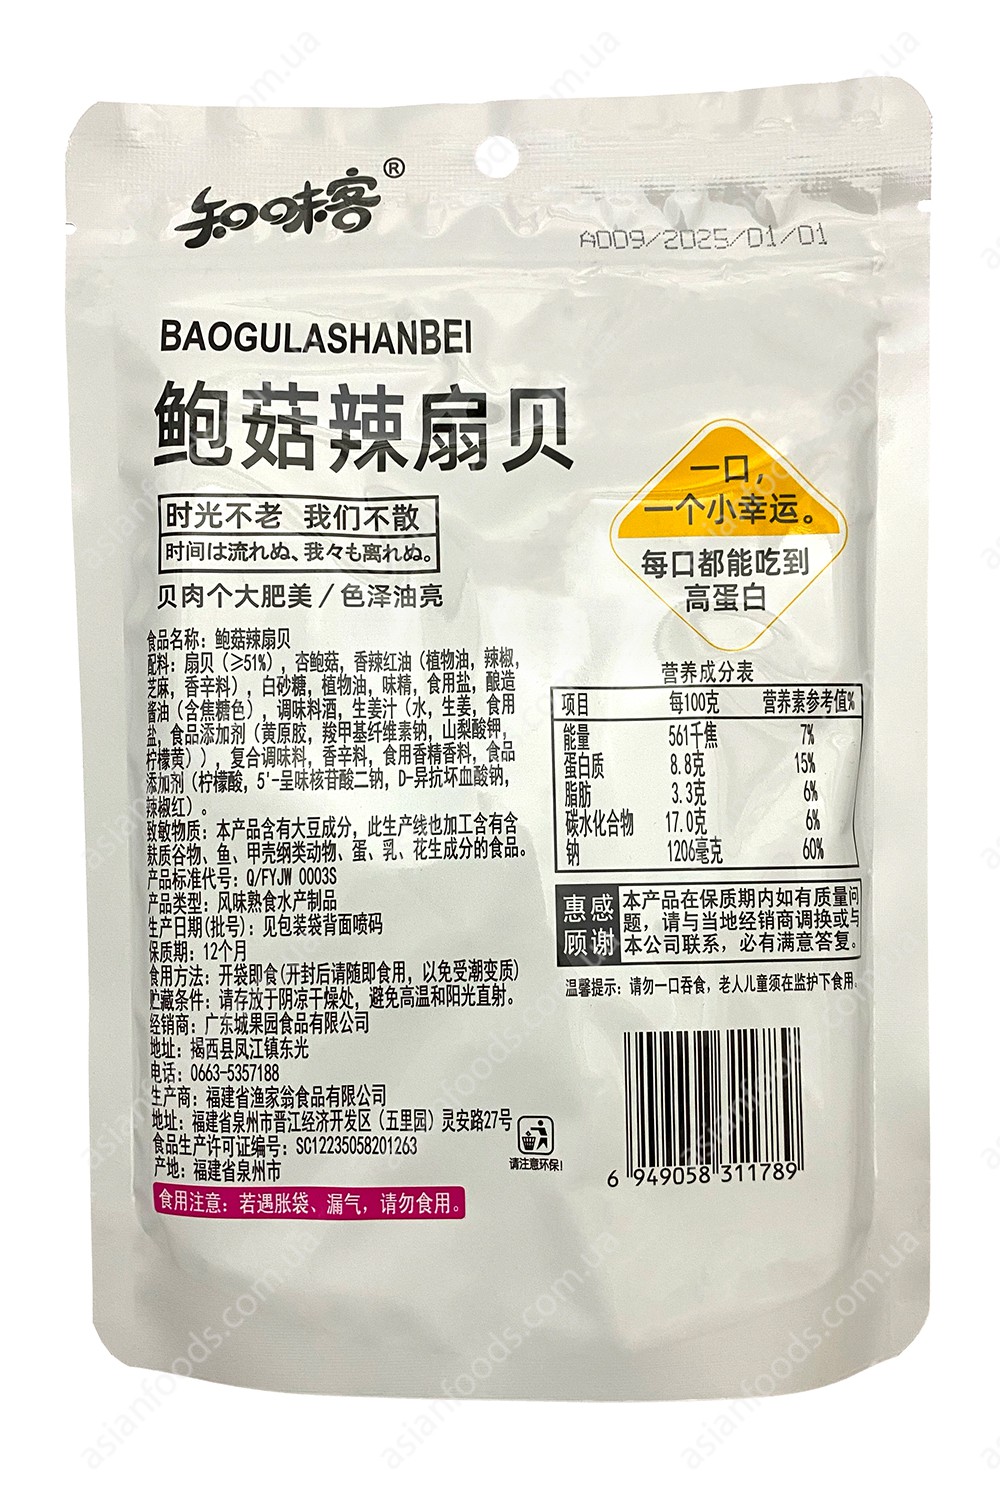 知味客®
A009/2025/01/01
BAOGULASHANBEI
鲍菇辣扇贝
时光不老 我们不散
时间は流れぬ、我々も离れぬ。
贝肉个大肥美/色泽油亮
一口，
一个小幸运。
每口都能吃到
高蛋白
食品名称：鲍菇辣扇贝
配料：扇贝（≥51%），杏鲍菇，香辣红油（植物油，辣椒，
芝麻，香辛料），白砂糖，植物油，味精，食用盐，酿造
酱油（含焦糖色），调味料酒，生姜汁（水，生姜，食用
盐，食品添加剂（黄原胶，羧甲基纤维素钠，山梨酸钾，
柠檬黄）），复合调味料，香辛料，食用香精香料，食品
添加剂（柠檬酸，5'-呈味核苷酸二钠，D-异抗坏血酸钠，
辣椒红）。
致敏物质：本产品含有大豆成分，此生产线也加工含有含
麸质谷物、鱼、甲壳纲类动物、蛋、乳、花生成分的食品。
产品标准代号：Q/FYJW 0003S
产品类型：风味熟食水产制品
生产日期(批号)：见包装袋背面喷码
保质期：12个月
食用方法：开袋即食(开封后请随即食用，以免受潮变质)
贮藏条件：请存放于阴凉干燥处，避免高温和阳光直射。
经销商：广东城果园食品有限公司
地址：揭西县凤江镇东光
电话：0663-5357188
生产商：福建省渔家翁食品有限公司
地址：福建省泉州市晋江经济开发区（五里园）灵安路27号
食品生产许可证编号：SC12235058201263
产地：福建省泉州市
请注意环保!
食用注意：若遇胀袋、漏气，请勿食用。
营养成分表
项目 每100克 营养素参考值%
能量 561千焦 7%
蛋白质 8.8克 15%
脂肪 3.3克 6%
碳水化合物 17.0克 6%
钠 1206毫克 60%
惠感
顾谢
本产品在保质期内如有质量问
题，请与当地经销商调换或与
本公司联系，必有满意答复。
温馨提示：请勿一口吞食，老人儿童须在监护下食用。
6 949058 311789
asianfoods.com.ua